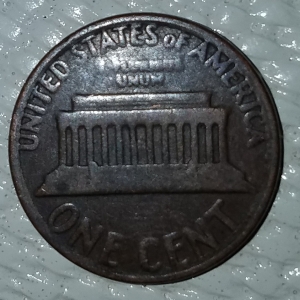 UNITED STATES OF AMERICA
UNUM
ONE CENT